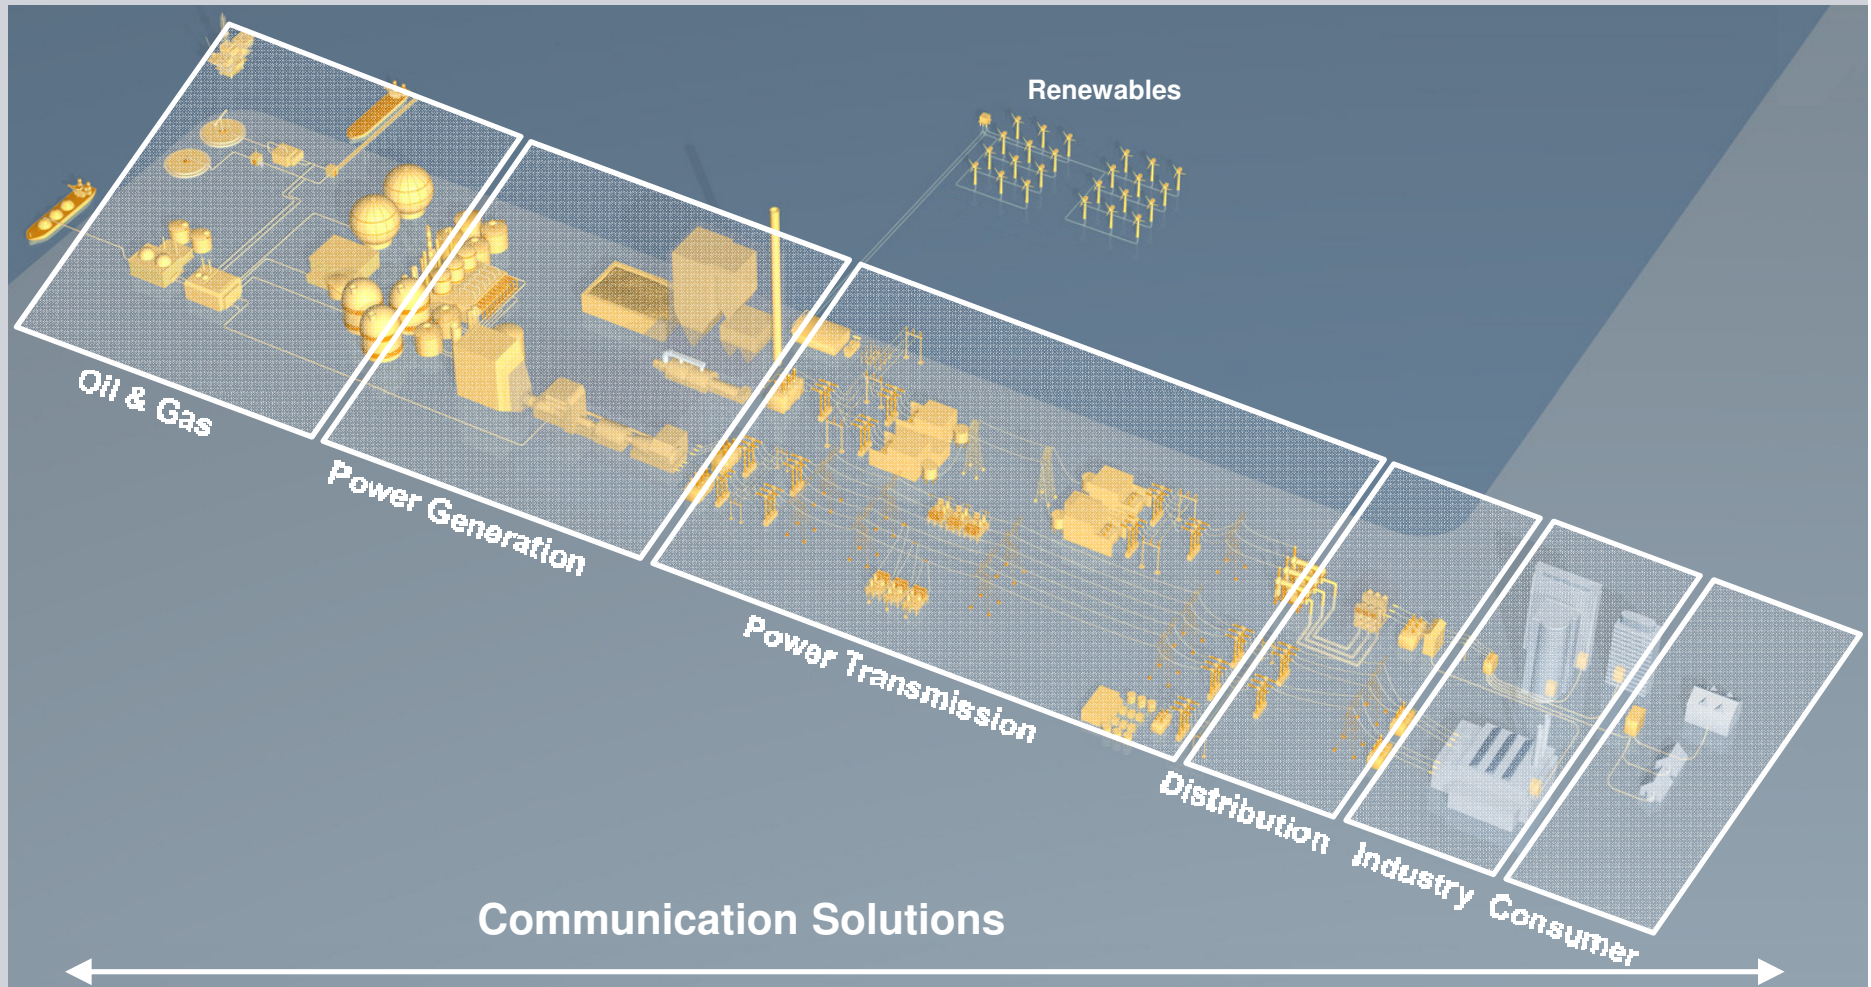 Renewables
Oil & Gas
Power Generation
Power Transmission
Distribution
Industry
Consumer
Communication Solutions